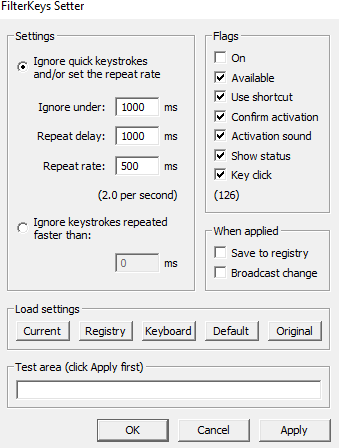 FilterKeys Setter
Settings
Ignore quick keystrokes
and/or set the repeat rate
Ignore under: 1000 ms
Repeat delay: 1000 ms
Repeat rate: 500 ms
(2.0 per second)
Ignore keystrokes repeated
faster than:
0 ms
Flags
On
Available
Use shortcut
Confirm activation
Activation sound
Show status
Key click
(126)
When applied
Save to registry
Broadcast change
Load settings
Current Registry Keyboard Default Original
Test area (click Apply first)
OK Cancel Apply